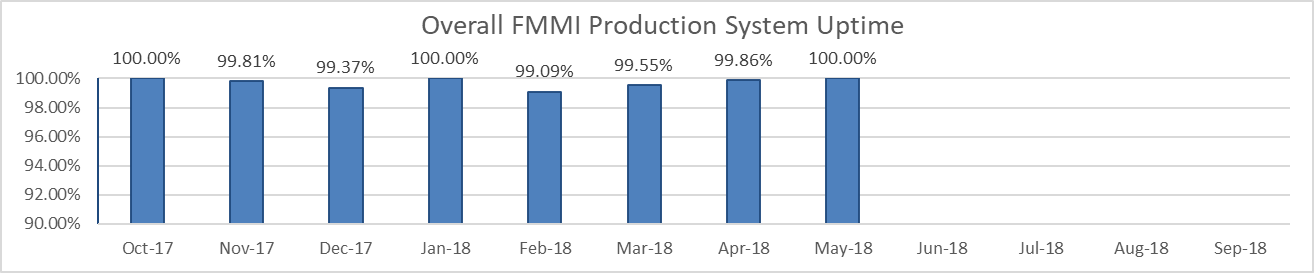 Overall FMMI Production System Uptime
100.00% 99.81% 99.37% 100.00% 99.09% 99.55% 99.86% 100.00%
100.00%
98.00%
96.00%
94.00%
92.00%
90.00%
Oct-17 Nov-17 Dec-17 Jan-18 Feb-18 Mar-18 Apr-18 May-18 Jun-18 Jul-18 Aug-18 Sep-18